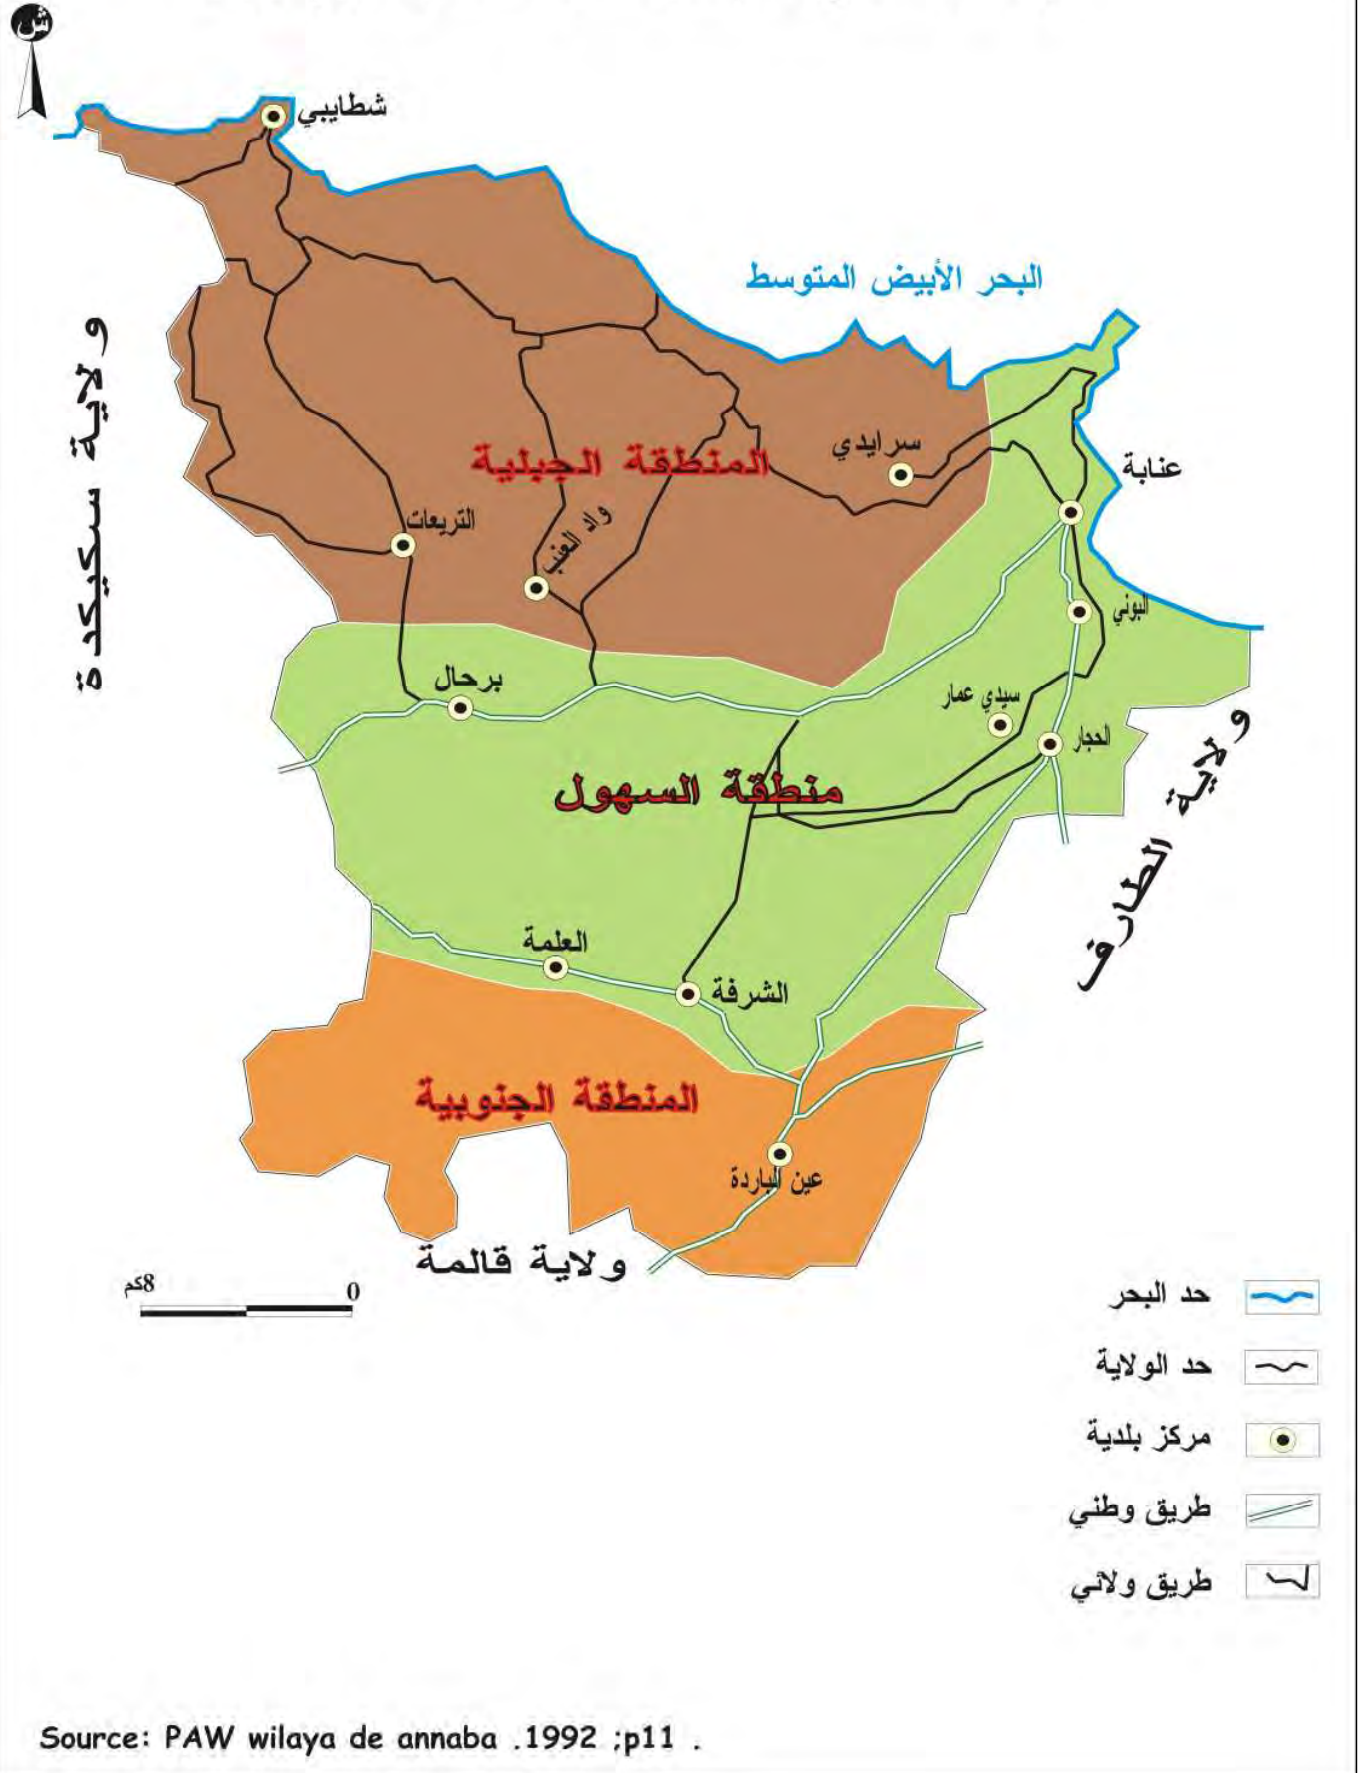 ش
شطايبي
البحر الأبيض المتوسط
ولاية سكيكدة
سرايدي
المنطقة الجبلية
عنابة
التريعات
واد العنب
البوني
برحال
سيدي عمار
الحجار
منطقة السهول
ولاية الطارف
العلمة
الشرفة
المنطقة الجنوبية
عين الباردة
ولاية قالمة
8كم 0
حد البحر
حد الولاية
مركز بلدية
طريق وطني
طريق ولائي
Source: PAW wilaya de annaba .1992 ;p11 .